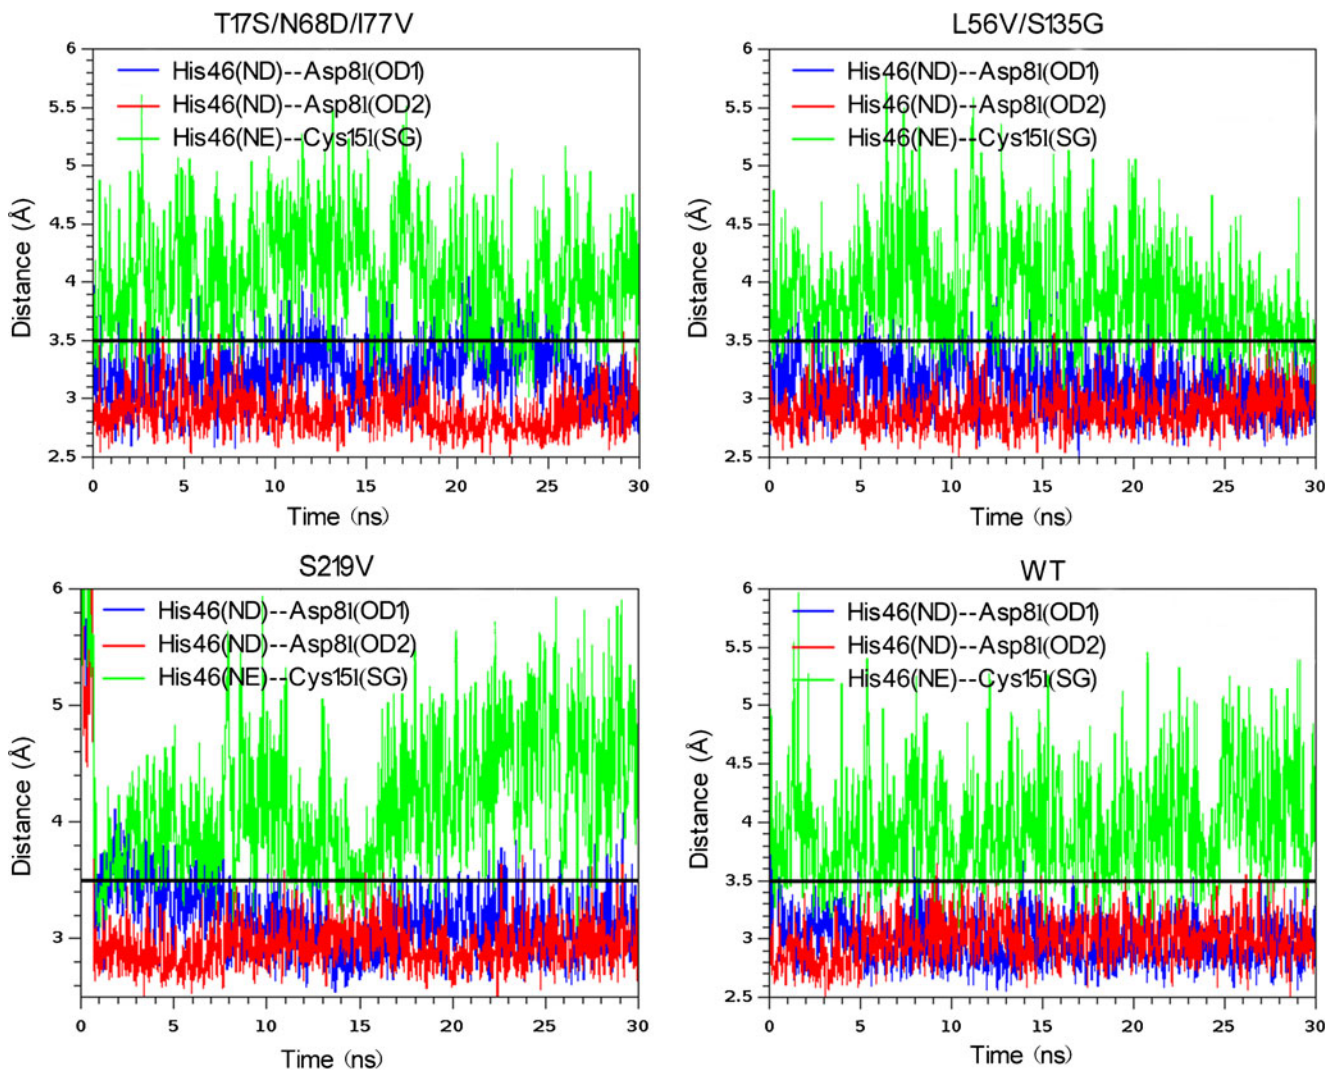 T17S/N68D/I77V
6
His46(ND)--Asp81(OD1)
5.5
His46(ND)--Asp81(OD2)
His46(NE)--Cys151(SG)
5
4.5
4
3.5
3
2.5
Distance (Å)
0 5 10 15 20 25 30
Time (ns)
L56V/S135G
6
His46(ND)--Asp81(OD1)
5.5
His46(ND)--Asp81(OD2)
His46(NE)--Cys151(SG)
5
4.5
4
3.5
3
2.5
Distance (Å)
0 5 10 15 20 25 30
Time (ns)
S219V
6
His46(ND)--Asp81(OD1)
His46(ND)--Asp81(OD2)
His46(NE)--Cys151(SG)
5
4
3
Distance (Å)
0 5 10 15 20 25 30
Time (ns)
WT
6
His46(ND)--Asp81(OD1)
5.5
His46(ND)--Asp81(OD2)
His46(NE)--Cys151(SG)
5
4.5
4
3.5
3
2.5
Distance (Å)
0 5 10 15 20 25 30
Time (ns)